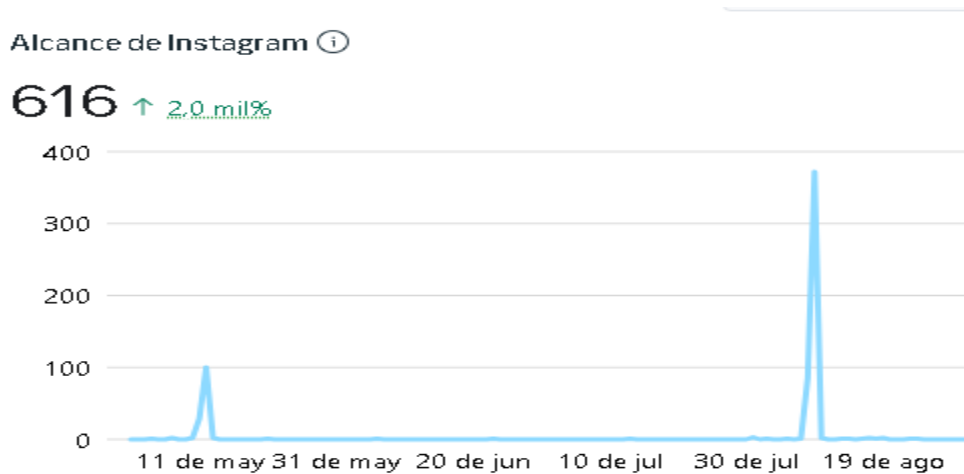 Alcance de Instagram
616 ↑ 2,0 mil%
400
300
200
100
0
11 de may 31 de may 20 de jun 10 de jul 30 de jul 19 de ago